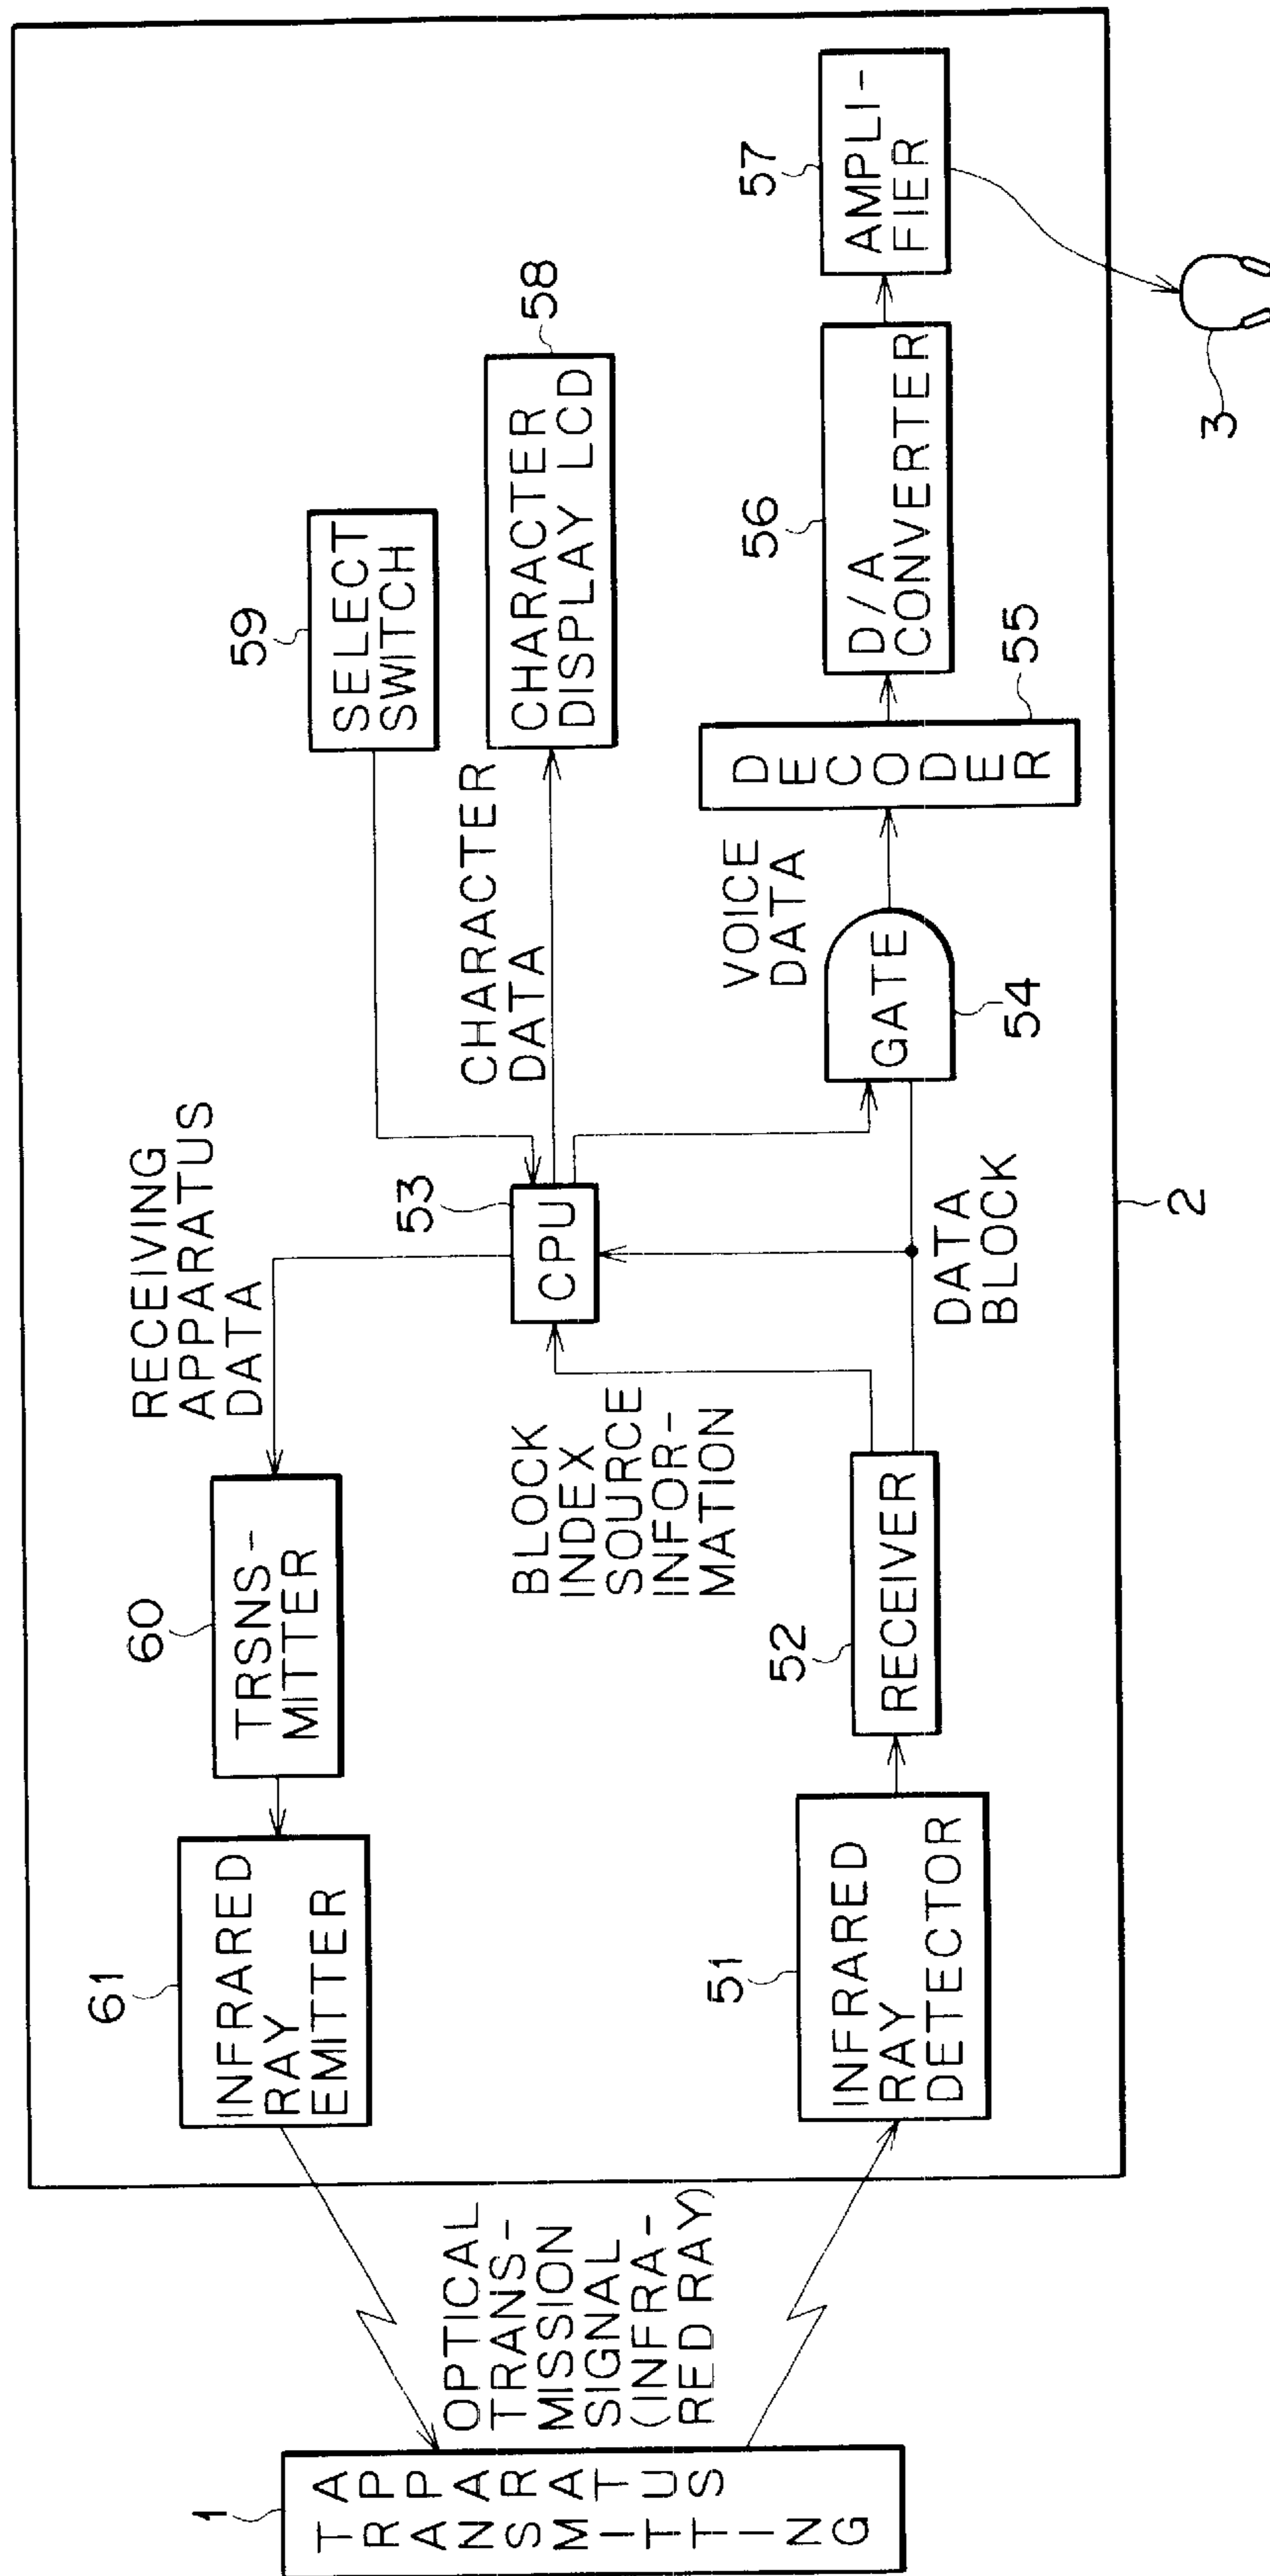 1
TRANSMITTING
APPARATUS
OPTICAL
TRANS-
MISSION
SIGNAL
(INFRA-
RED RAY)
61
INFRARED
RAY
EMITTER
60
TRSNS-
MITTER
RECEIVING
APPARATUS
DATA
59
SELECT
SWITCH
53
CPU
CHARACTER
DATA
58
CHARACTER
DISPLAY LCD
BLOCK
INDEX
SOURCE
INFOR-
MATION
51
INFRARED
RAY
DETECTOR
52
RECEIVER
DATA
BLOCK
GATE
54
VOICE
DATA
DECODER
55
56
D/A
CONVERTER
57
AMPLI-
FIER
2
3